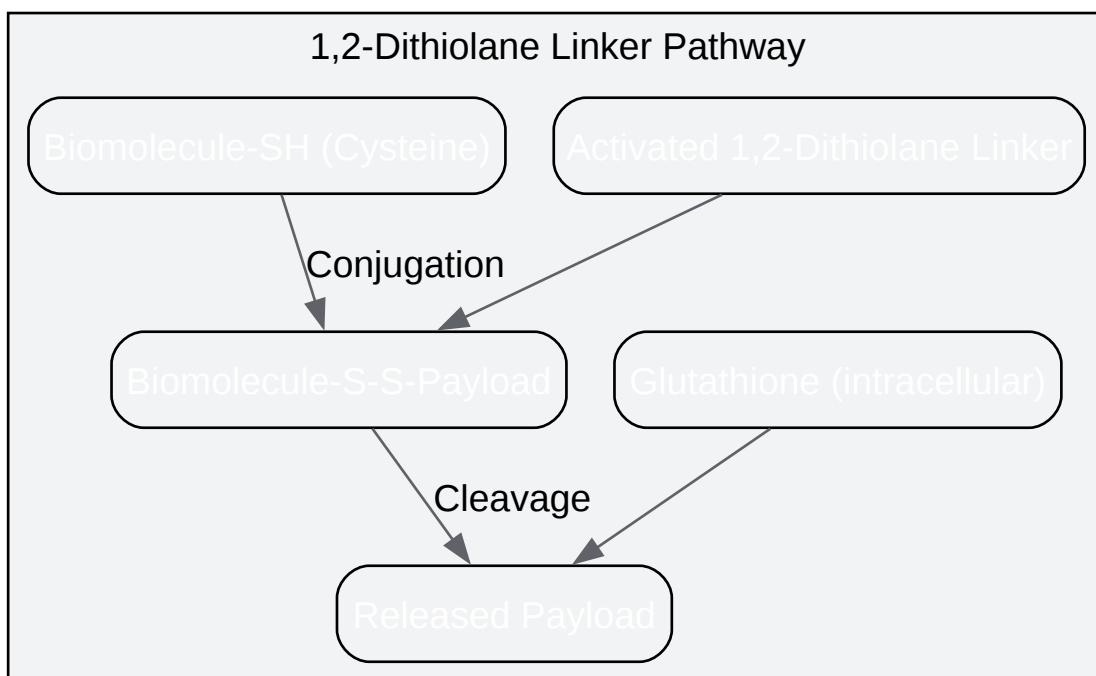 1,2-Dithiolane Linker Pathway
Biomolecule-SH (Cysteine)
Activated 1,2-Dithiolane Linker
Conjugation
Biomolecule-S-S-Payload
Glutathione (intracellular)
Cleavage
Released Payload